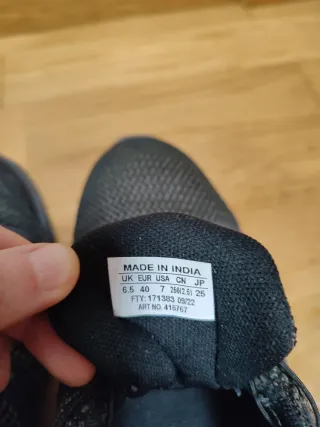 MADE IN INDIA
UK EUR USA CN JP
6.5 40 7 250(2.5) 25
FTY: 171383 09/22
ART NO. 416767